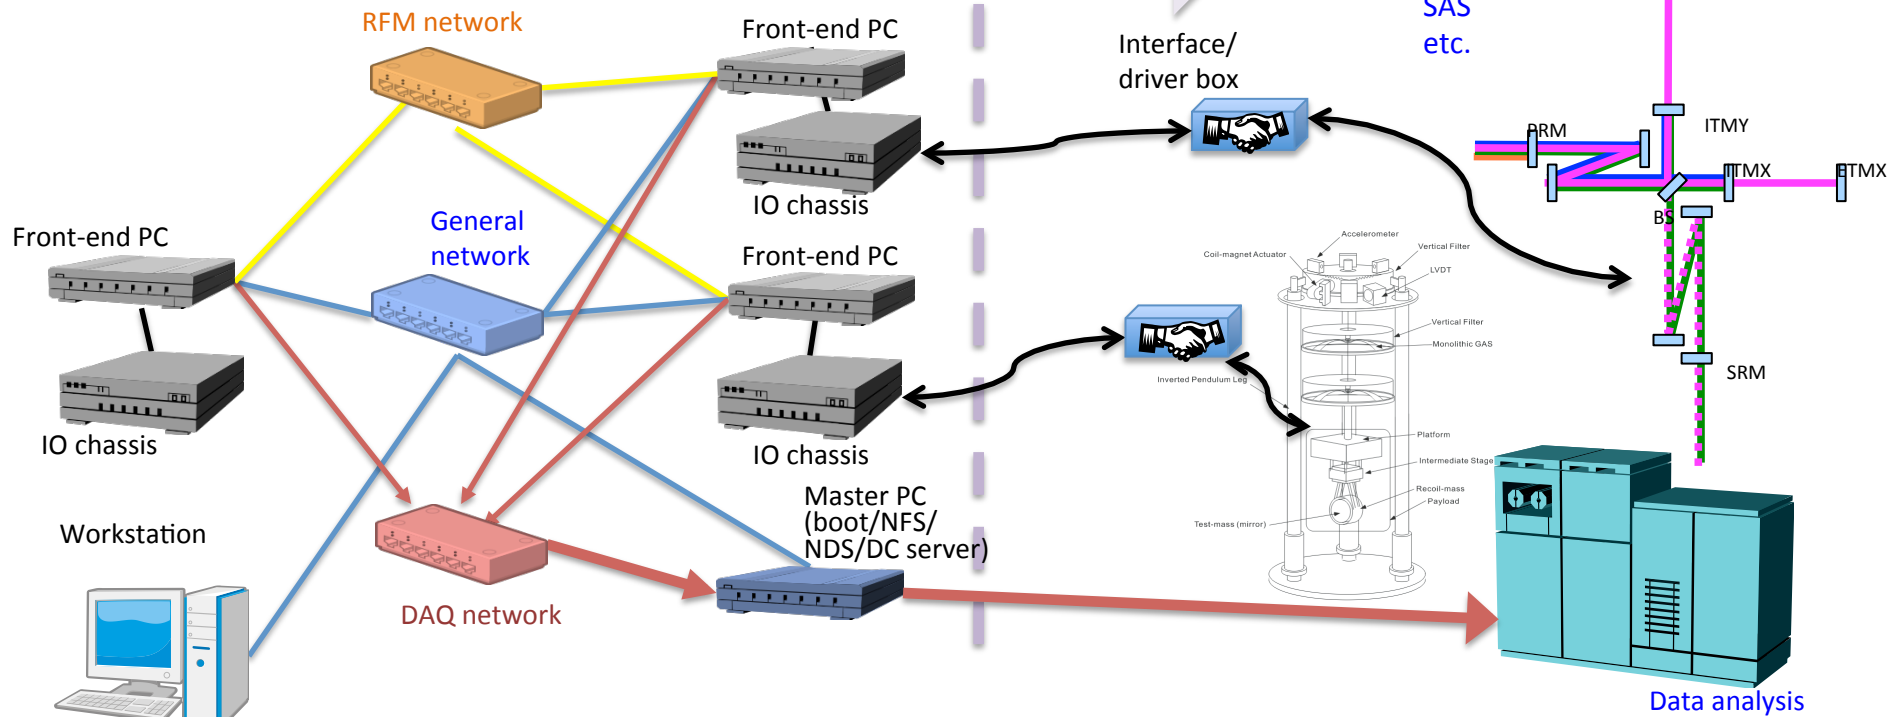 RFM network
Front-end PC
SAS
etc.
Interface/
driver box
PRM
ITMY
ITMX
ETMX
BS
IO chassis
General
network
Front-end PC
Front-end PC
Accelerometer
Coil-magnet Actuator
Vertical Filter
LVDT
Vertical Filter
Monolithic GAS
Inverted Pendulum Leg
SRM
IO chassis
IO chassis
Platform
Intermediate Stage
Recoil-mass
Payload
Test-mass (mirror)
Master PC
(boot/NFS/
NDS/DC server)
Workstation
DAQ network
Data analysis